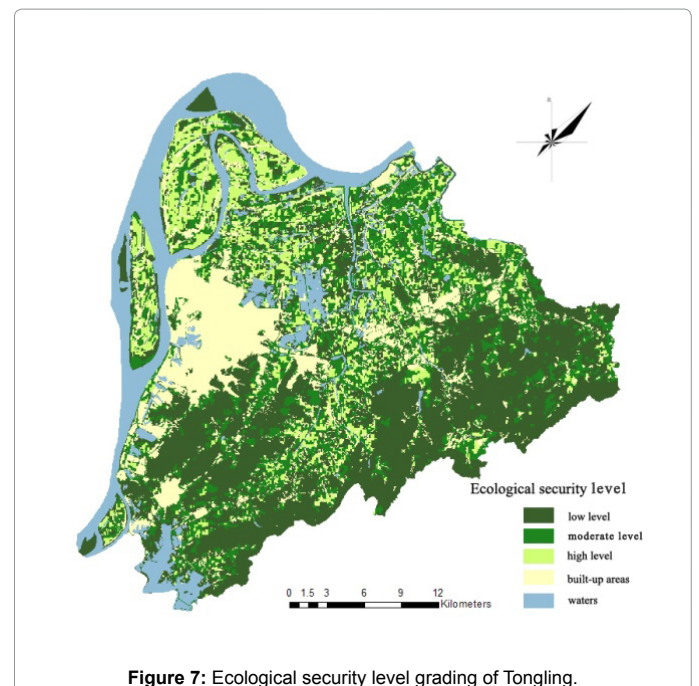 Ecological security level
low level
moderate level
high level
built-up areas
waters
0 1.5 3 6 9 12
Kilometers
Figure 7: Ecological security level grading of Tongling.